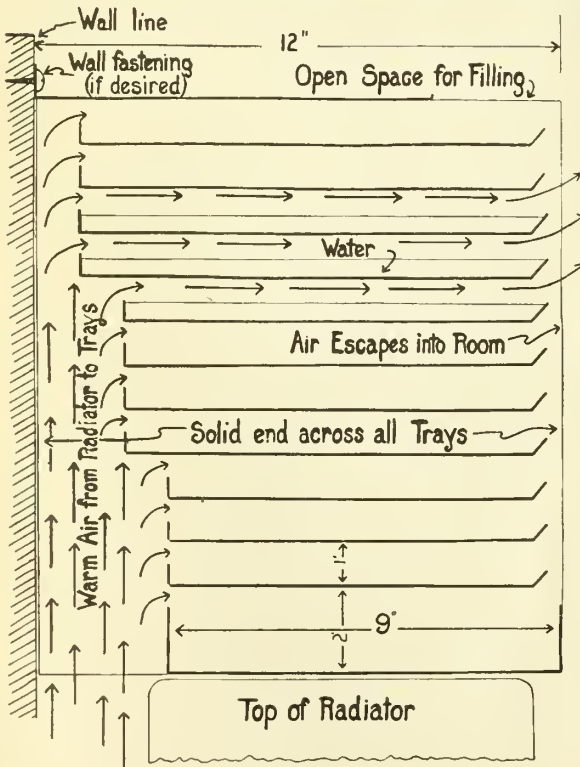 Wall line
12"
Wall fastening
(if desired)
Open Space for Filling
Water
Warm Air from Radiator to Trays
Air Escapes into Room
Solid end across all Trays
1"
2"
9"
Top of Radiator